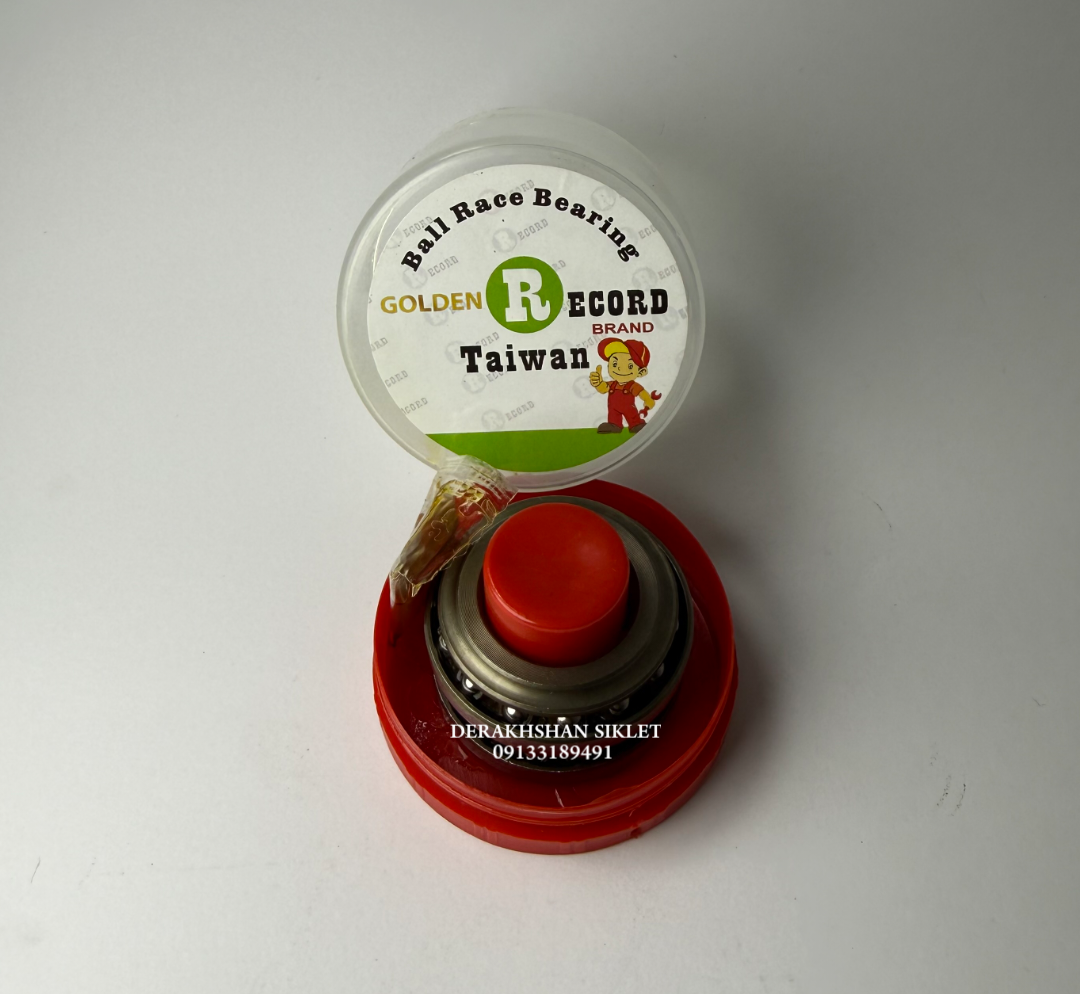 Ball Race Bearing
GOLDEN RECORD
BRAND
Taiwan
DERAKHSHAN SIKLET
09133189491